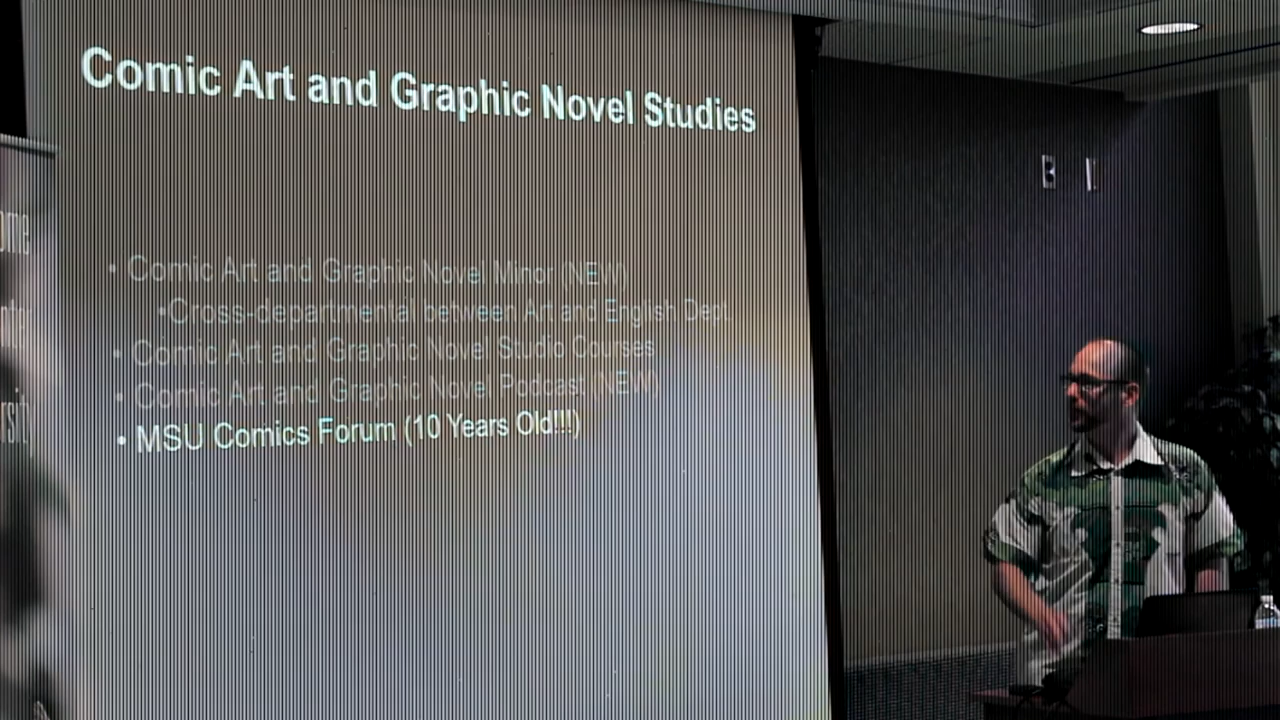 Comic Art and Graphic Novel Studies
• Comic Art and Graphic Novel Minor (NEW)
•Cross-departmental between Art and English Dept.
• Comic Art and Graphic Novel Studio Courses
• Comic Art and Graphic Novel Podcast (NEW)
• MSU Comics Forum (10 Years Old!!!)